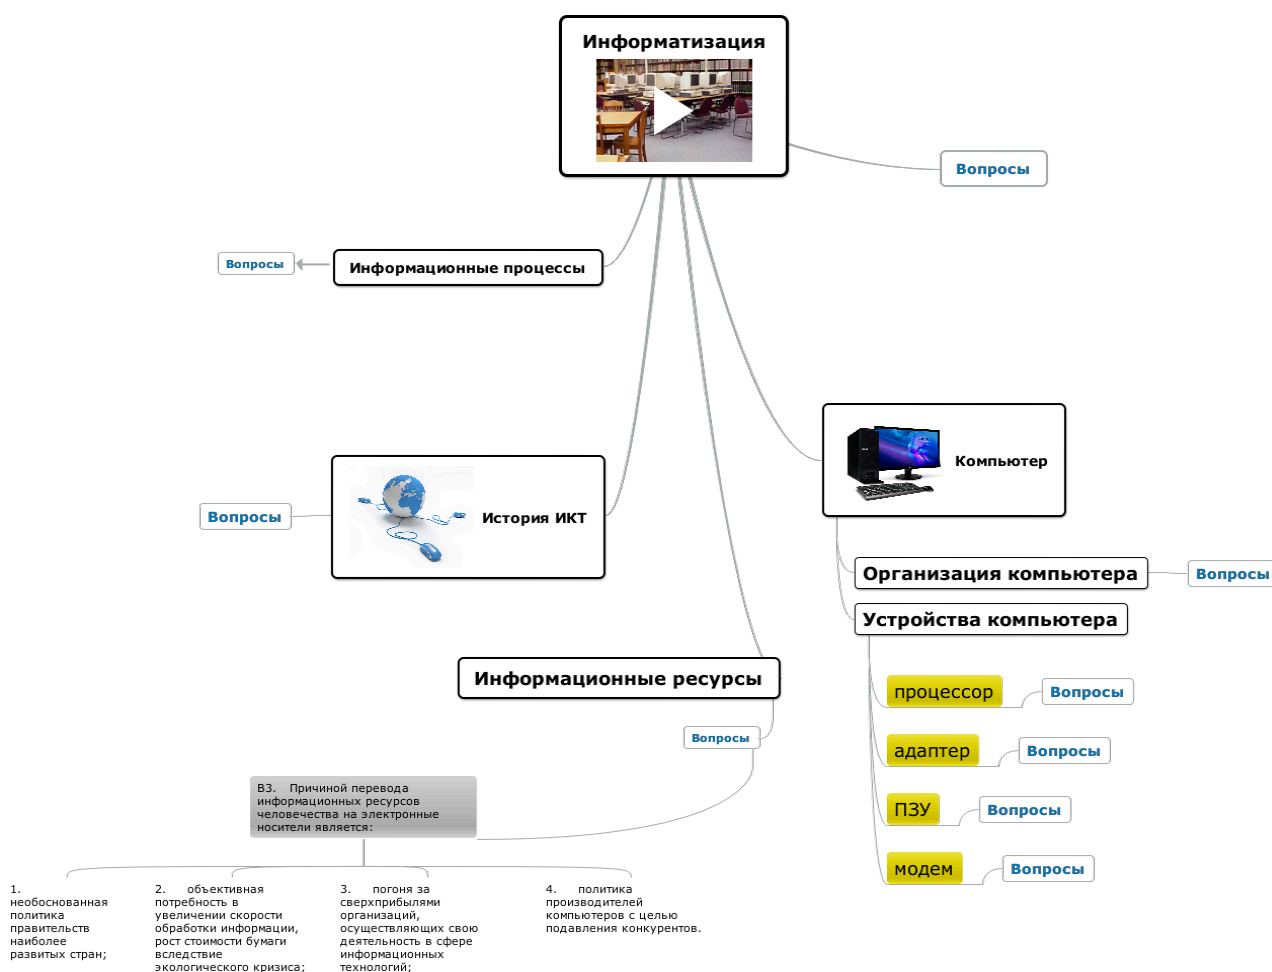 Информатизация
Вопросы
Вопросы
Информационные процессы
Компьютер
Вопросы
История ИКТ
Организация компьютера
Вопросы
Устройства компьютера
Информационные ресурсы
процессор
Вопросы
Вопросы
адаптер
Вопросы
В3. Причиной перевода
информационных ресурсов
человечества на электронные
носители является:
ПЗУ
Вопросы
модем
Вопросы
1.
необоснованная
политика
правительств
наиболее
развитых стран;
2. объективная
потребность в
увеличении скорости
обработки информации,
рост стоимости бумаги
вследствие
экологического кризиса;
3. погоня за
сверхприбылями
организаций,
осуществляющих свою
деятельность в сфере
информационных
технологий;
4. политика
производителей
компьютеров с целью
подавления конкурентов.